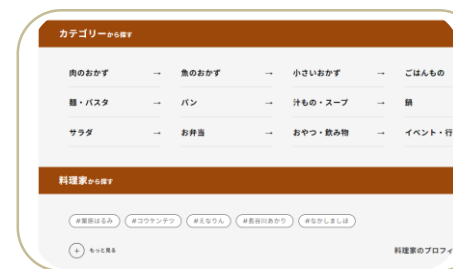 カテゴリーから探す
肉のおかず → 魚のおかず → 小さいおかず → ごはんもの
麺・パスタ → パン → 汁もの・スープ → 鍋
サラダ → お弁当 → おやつ・飲み物 → イベント・行
料理家から探す
#栗原はるみ #コウケンテツ #えなりん #長谷川あかり #なかしましほ
+ もっと見る 料理家のプロフィ